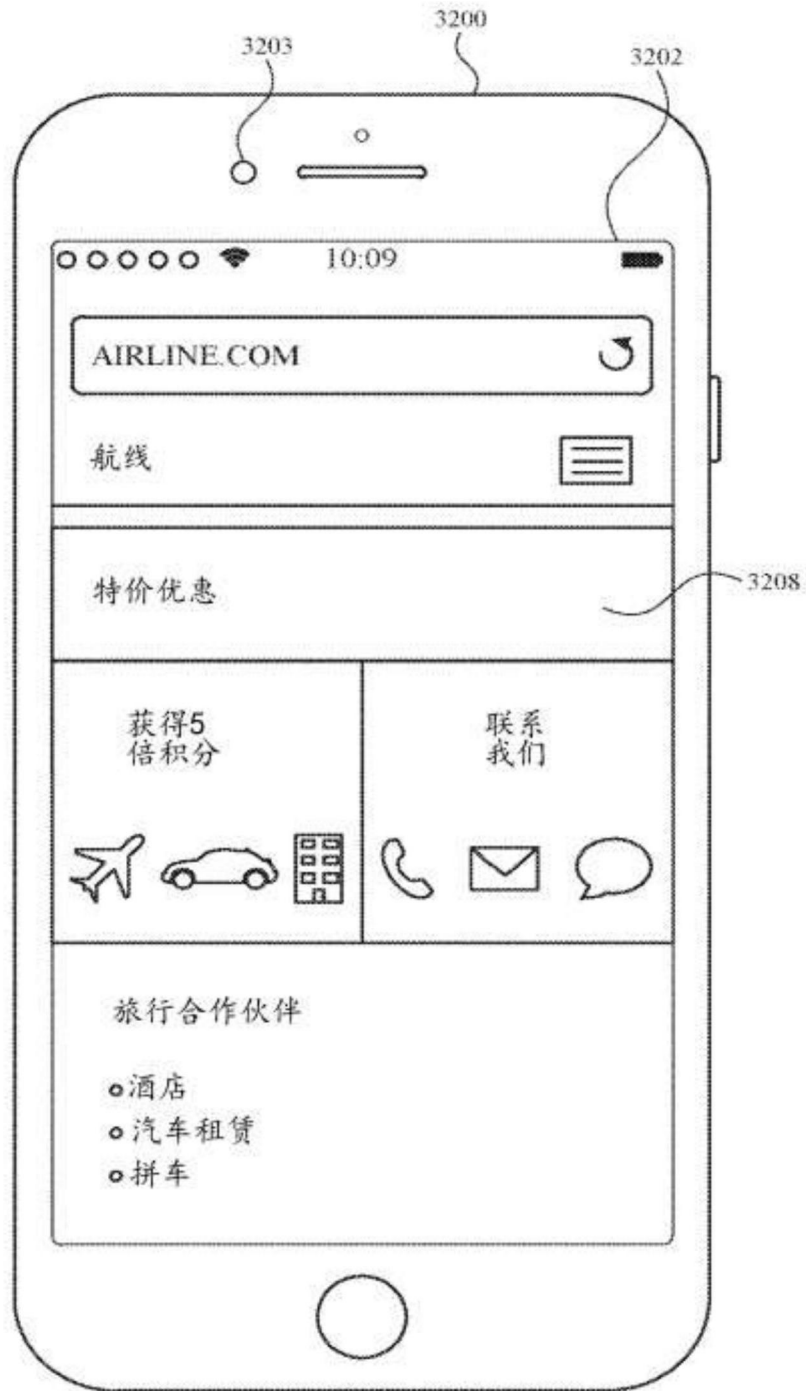 3200
3203
3202
10:09
AIRLINE.COM
航线
特价优惠
3208
获得5
倍积分
联系
我们
旅行合作伙伴
酒店
汽车租赁
拼车